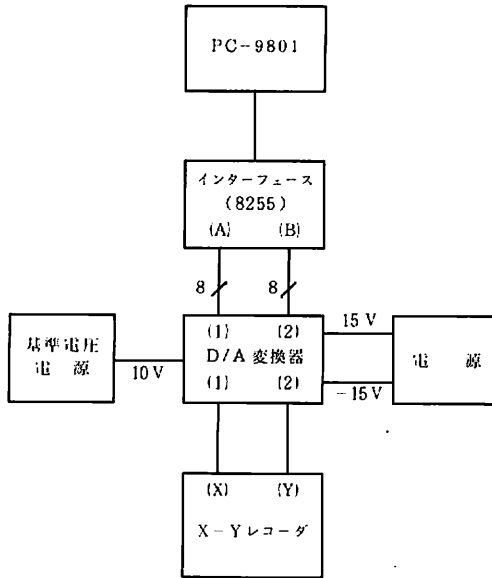 PC-9801
インターフェース
(8255)
(A) (B)
8 8
(1) (2)
D/A 変換器
(1) (2)
基準電圧
電源
10V
15V
-15V
電源
(X) (Y)
X-Yレコーダ